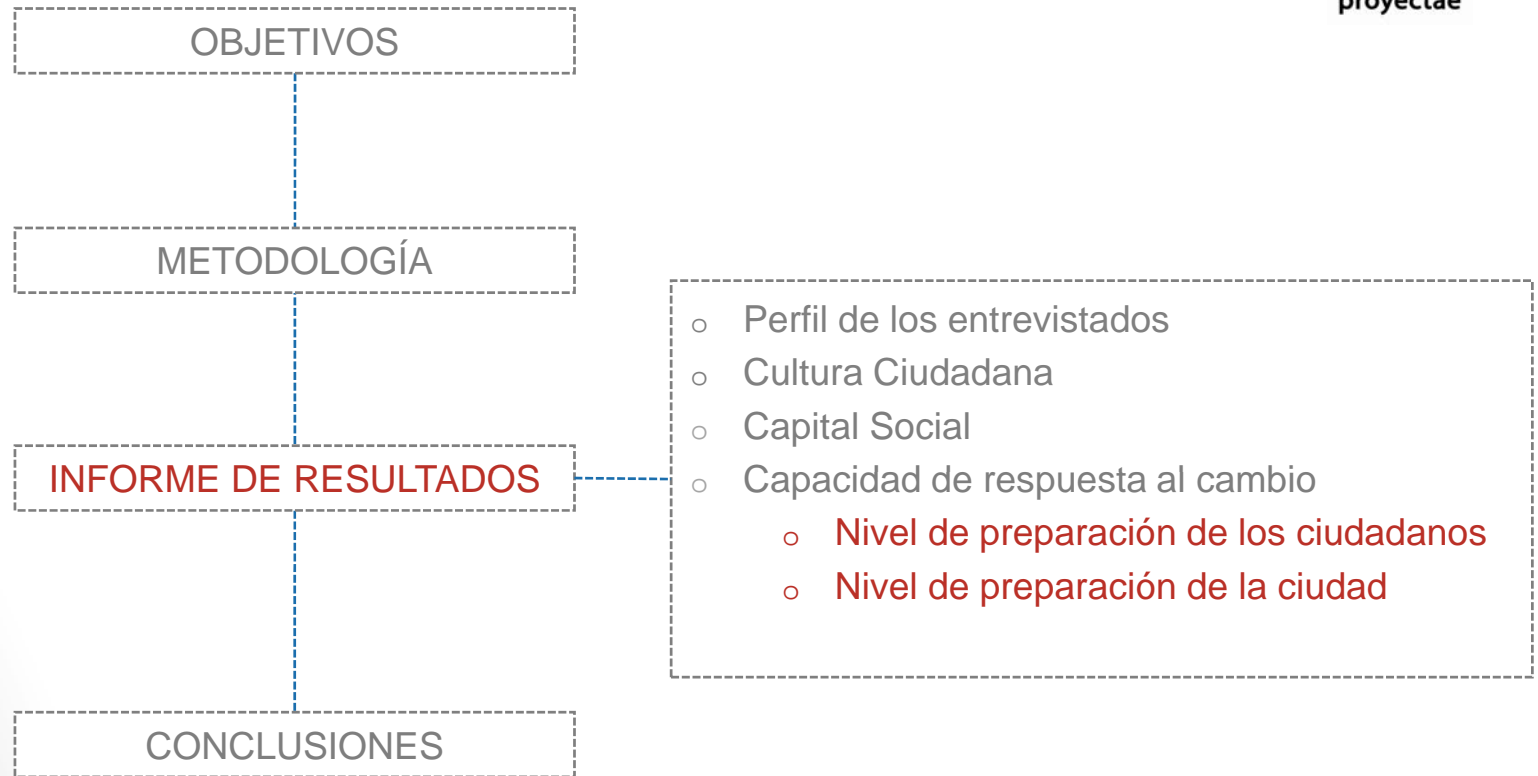 proyectae
OBJETIVOS
METODOLOGÍA
INFORME DE RESULTADOS
o Perfil de los entrevistados
o Cultura Ciudadana
o Capital Social
o Capacidad de respuesta al cambio
o Nivel de preparación de los ciudadanos
o Nivel de preparación de la ciudad
CONCLUSIONES